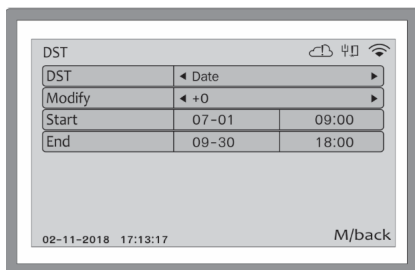 DST
DST ◀ Date ▶
Modify ◀ +0 ▶
Start 07-01 09:00
End 09-30 18:00
02-11-2018 17:13:17 M/back